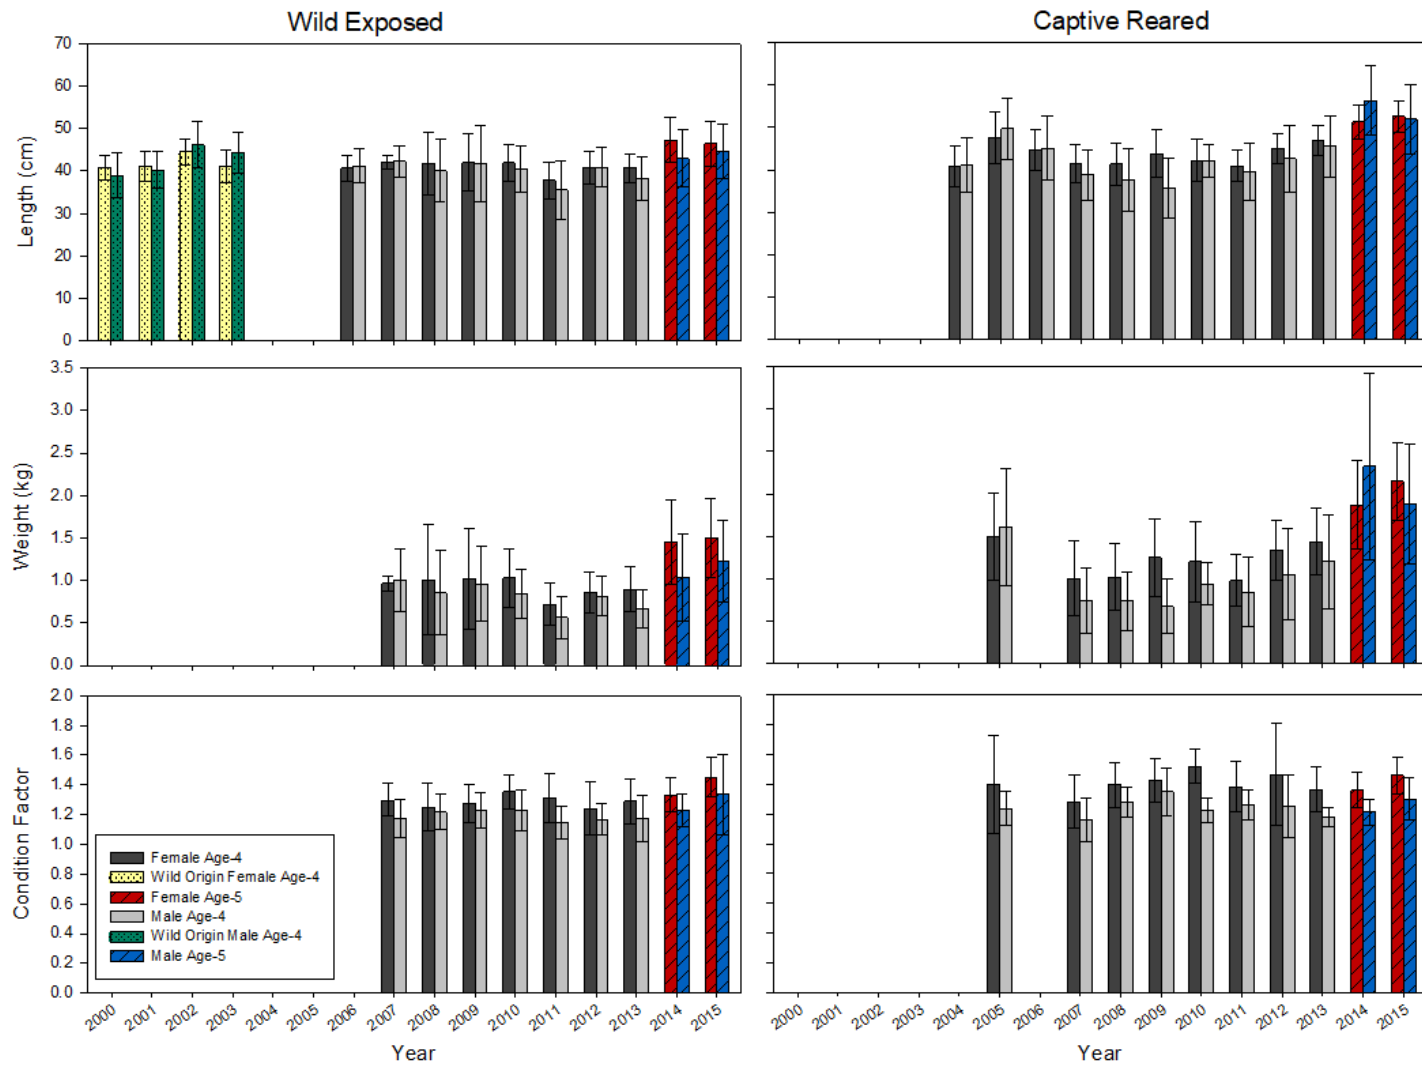 Wild Exposed
Captive Reared
Length (cm)
70
60
50
40
30
20
10
0
Weight (kg)
3.5
3.0
2.5
2.0
1.5
1.0
0.5
0.0
Condition Factor
2.0
1.8
1.6
1.4
1.2
1.0
0.8
0.6
0.4
0.2
0.0
Female Age-4
Wild Origin Female Age-4
Female Age-5
Male Age-4
Wild Origin Male Age-4
Male Age-5
2000 2001 2002 2003 2004 2005 2006 2007 2008 2009 2010 2011 2012 2013 2014 2015
2000 2001 2002 2003 2004 2005 2006 2007 2008 2009 2010 2011 2012 2013 2014 2015
Year
Year